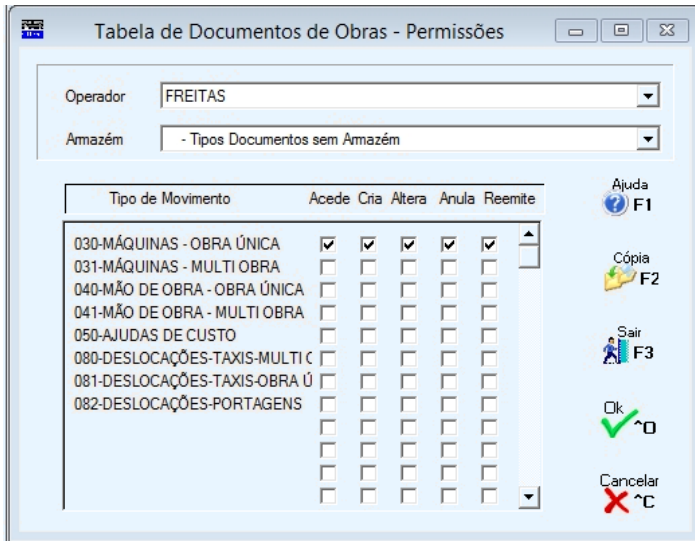 Tabela de Documentos de Obras - Permissões
Operador FREITAS
Armazém - Tipos Documentos sem Armazém
Tipo de Movimento Acede Cria Altera Anula Reemite
030-MÁQUINAS - OBRA ÚNICA
031-MÁQUINAS - MULTI OBRA
040-MÃO DE OBRA - OBRA ÚNICA
041-MÃO DE OBRA - MULTI OBRA
050-AJUDAS DE CUSTO
080-DESLOCAÇÕES-TAXIS-MULTI
081-DESLOCAÇÕES-TAXIS-OBRA Ú
082-DESLOCAÇÕES-PORTAGENS
Ajuda
F1
Cópia
F2
Sair
F3
Ok
^O
Cancelar
^C